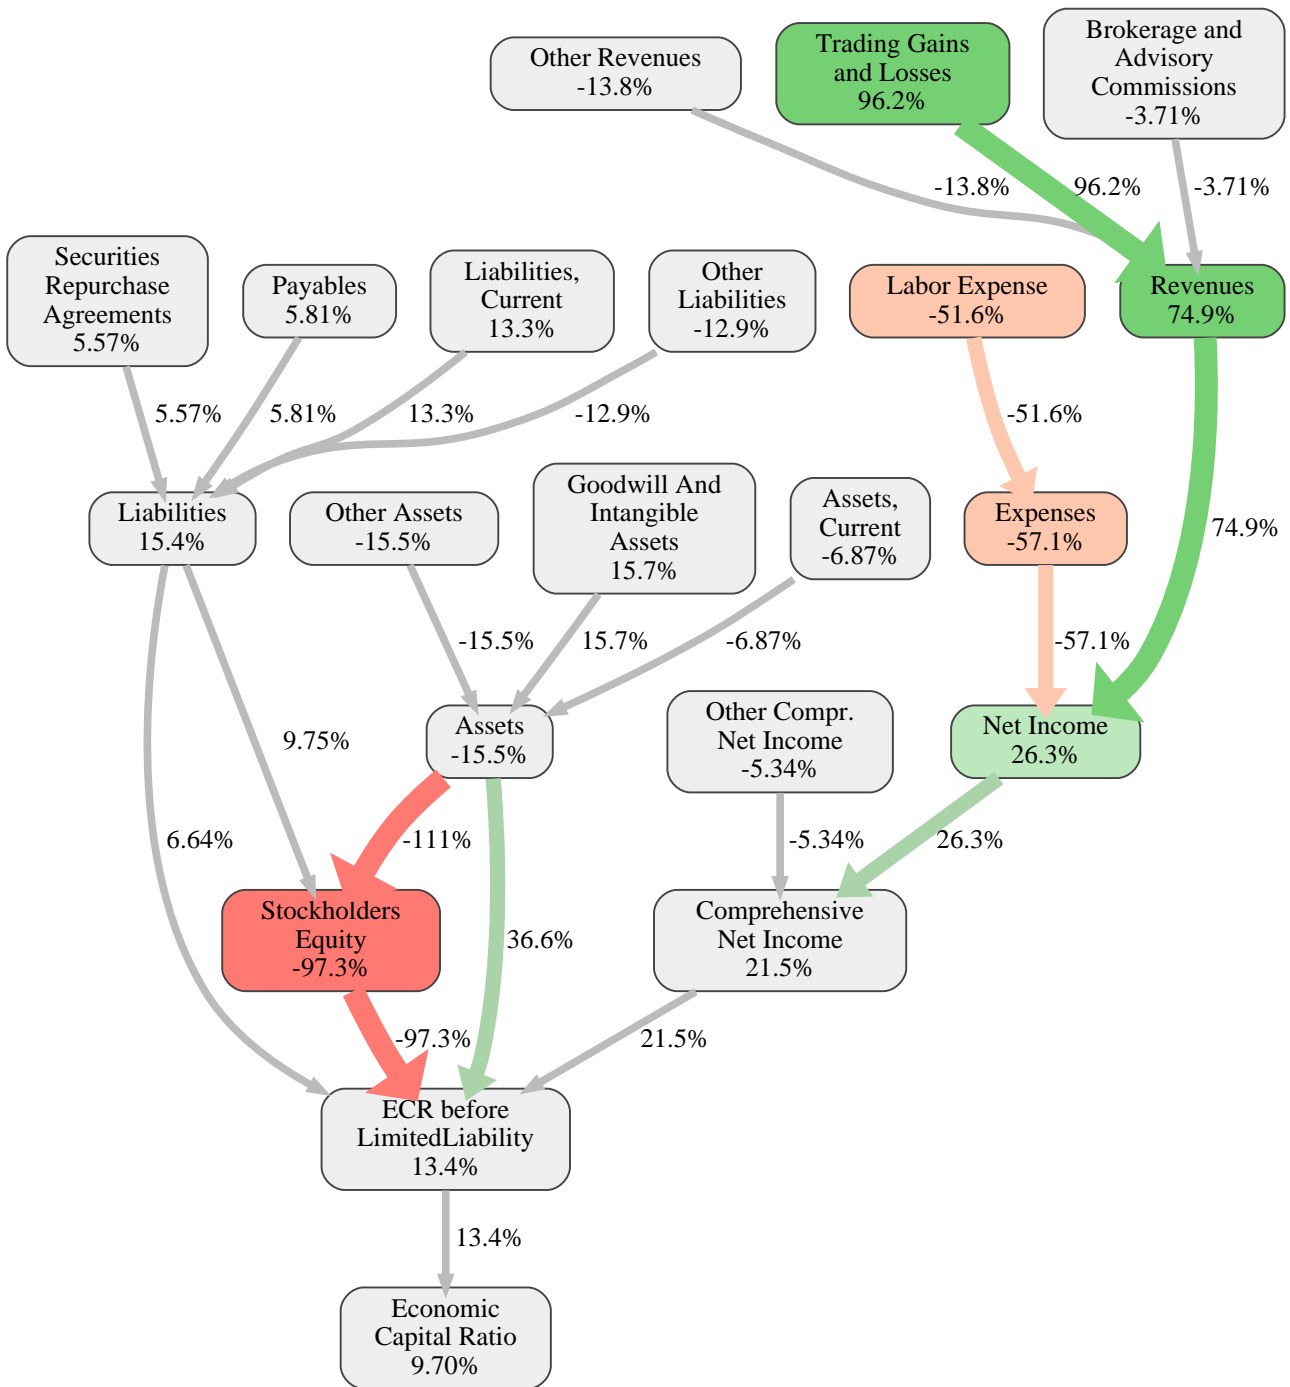 Other Revenues
-13.8%
Trading Gains
and Losses
96.2%
Brokerage and
Advisory
Commissions
-3.71%
-13.8%
96.2%
-3.71%
Securities
Repurchase
Agreements
5.57%
Payables
5.81%
Liabilities,
Current
13.3%
Other
Liabilities
-12.9%
Labor Expense
-51.6%
Revenues
74.9%
5.57%
5.81%
13.3%
-12.9%
-51.6%
74.9%
Liabilities
15.4%
Other Assets
-15.5%
Goodwill And
Intangible
Assets
15.7%
Assets,
Current
-6.87%
Expenses
-57.1%
-15.5%
15.7%
-6.87%
-57.1%
9.75%
6.64%
Assets
-15.5%
Other Compr.
Net Income
-5.34%
Net Income
26.3%
-111%
36.6%
-5.34%
26.3%
Stockholders
Equity
-97.3%
Comprehensive
Net Income
21.5%
-97.3%
21.5%
ECR before
LimitedLiability
13.4%
13.4%
Economic
Capital Ratio
9.70%